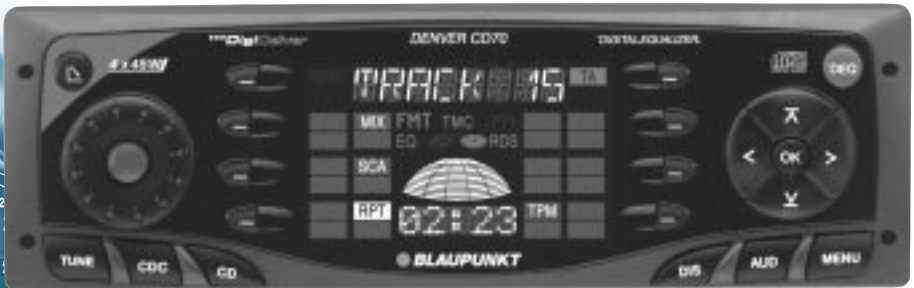 DENVER CD70
DIGITAL EQUALIZER
4 x 45W
TRACK 15
TA
DEQ
MIX
FMT TMC
EQ RDS
SCA
OK
RPT
02:23
TPM
TUNE
CDC
CD
BLAUPUNKT
DIS
AUD
MENU